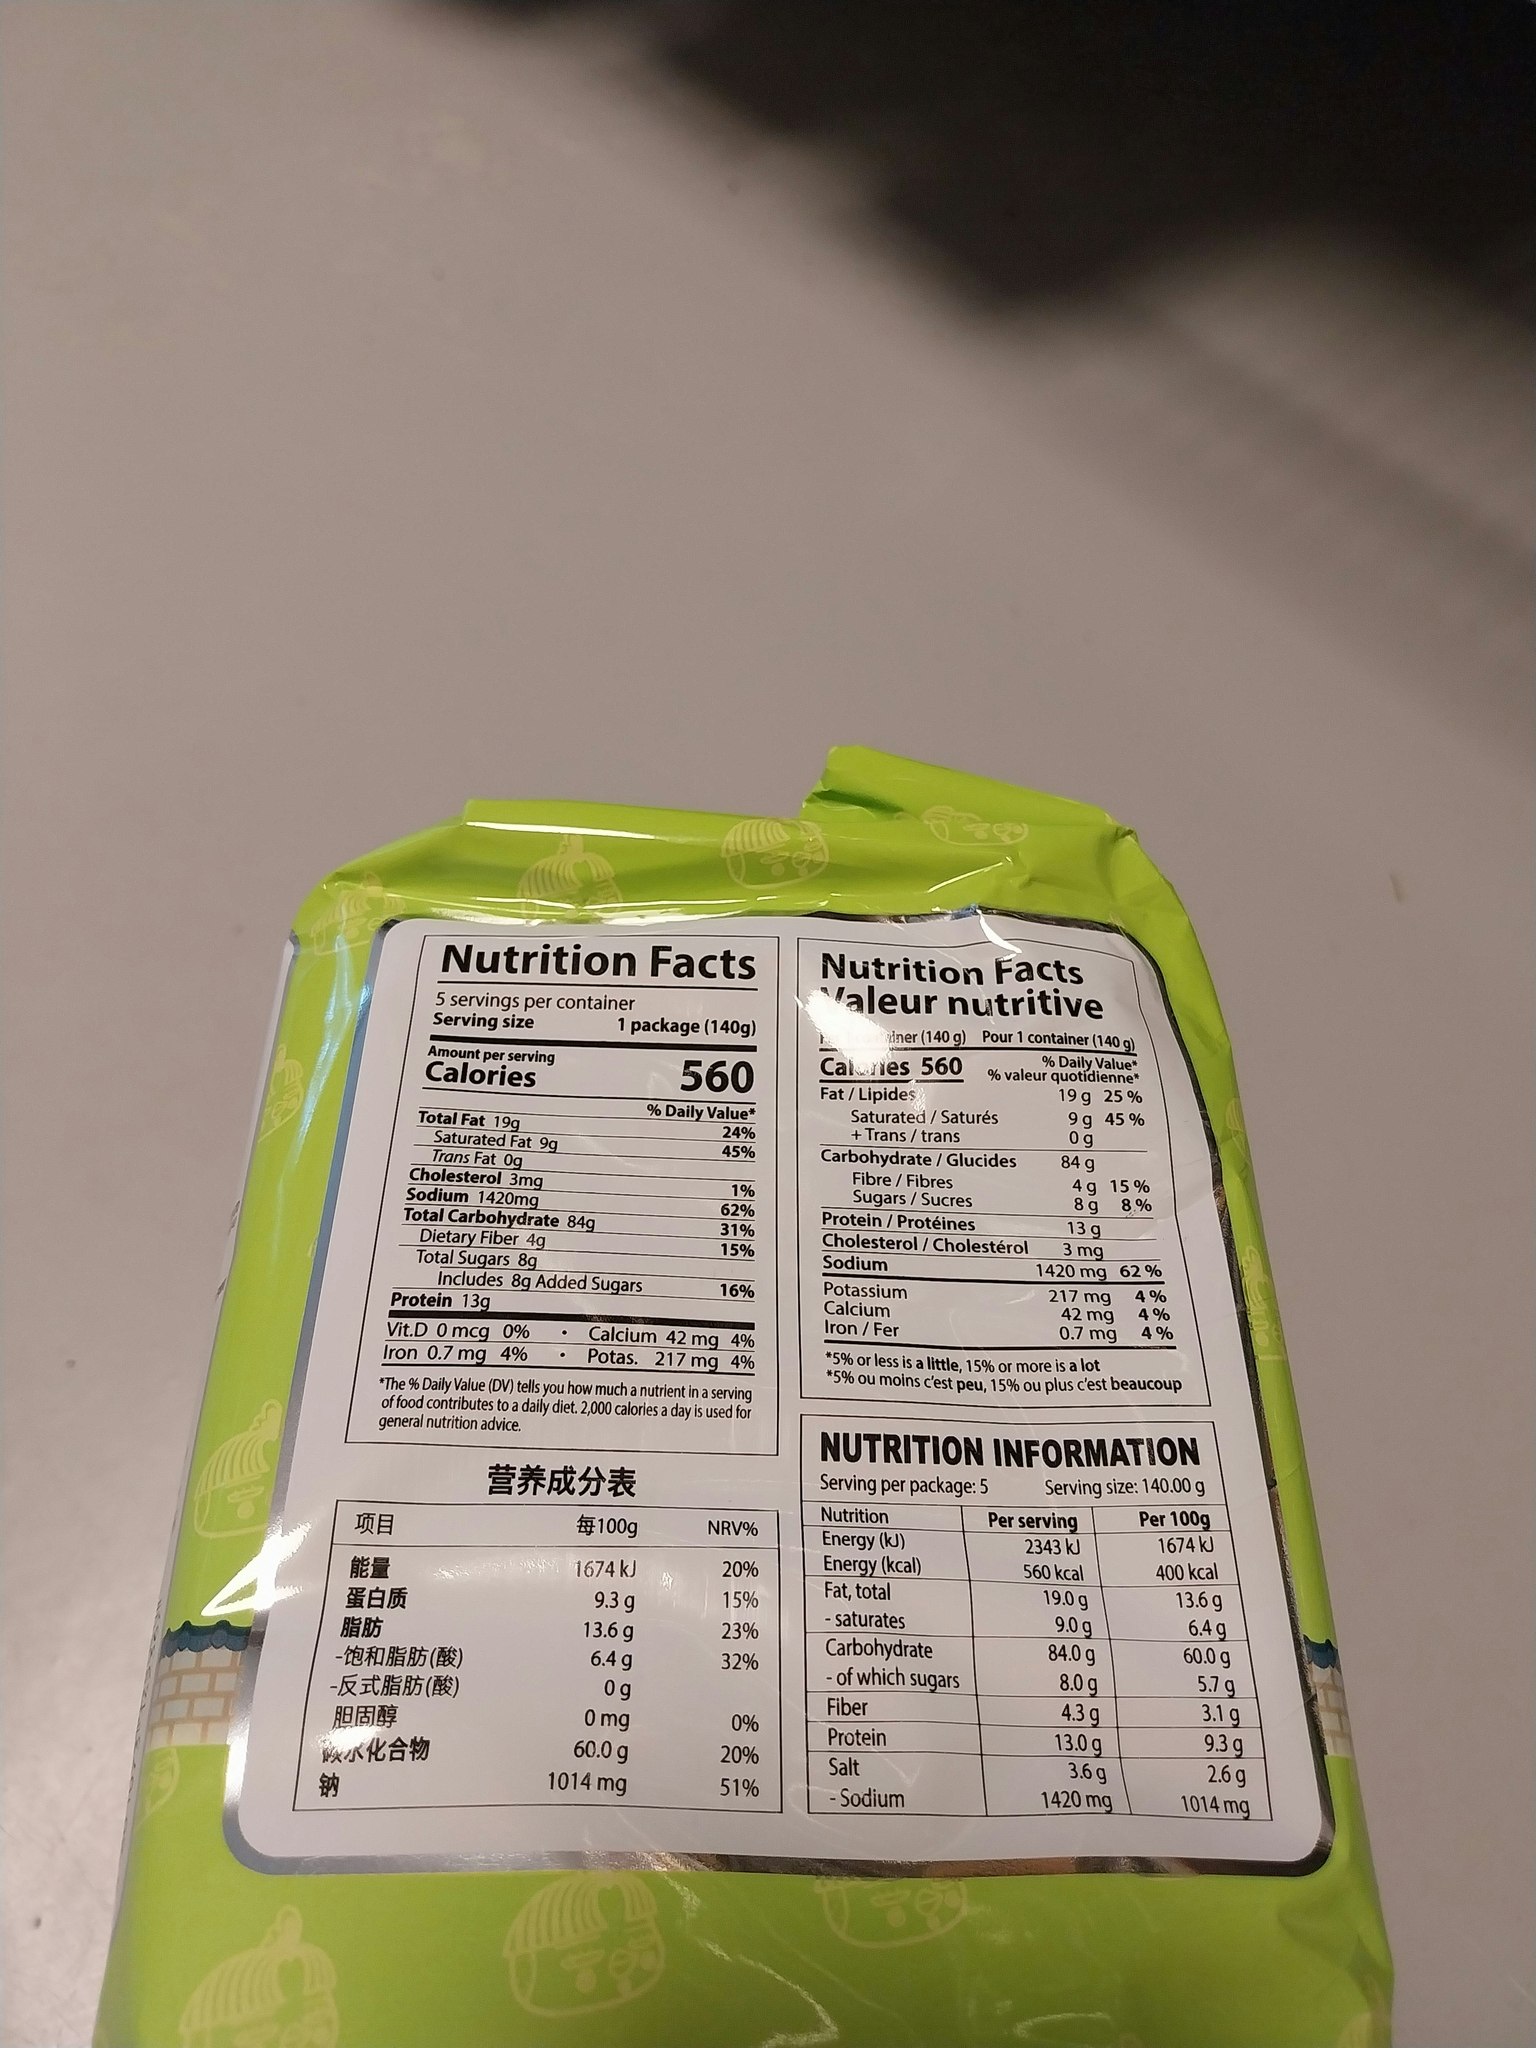 Nutrition Facts
5 servings per container
Serving size 1 package (140g)
Amount per serving
Calories 560
% Daily Value*
Total Fat 19g 24%
Saturated Fat 9g 45%
Trans Fat 0g
Cholesterol 3mg 1%
Sodium 1420mg 62%
Total Carbohydrate 84g 31%
Dietary Fiber 4g 15%
Total Sugars 8g
Includes 8g Added Sugars 16%
Protein 13g
Vit.D 0 mcg 0% • Calcium 42 mg 4%
Iron 0.7 mg 4% • Potas. 217 mg 4%
*The % Daily Value (DV) tells you how much a nutrient in a serving
of food contributes to a daily diet. 2,000 calories a day is used for
general nutrition advice.
营养成分表
项目 每100g NRV%
能量 1674 kJ 20%
蛋白质 9.3 g 15%
脂肪 13.6 g 23%
-饱和脂肪(酸) 6.4 g 32%
-反式脂肪(酸) 0 g
胆固醇 0 mg 0%
碳水化合物 60.0 g 20%
钠 1014 mg 51%
Nutrition Facts
Valeur nutritive
(140 g) Pour 1 container (140 g)
Calories 560 % Daily Value*
% valeur quotidienne*
Fat / Lipides 19 g 25 %
Saturated / Saturés 9 g 45 %
+ Trans / trans 0 g
Carbohydrate / Glucides 84 g
Fibre / Fibres 4 g 15 %
Sugars / Sucres 8 g 8 %
Protein / Protéines 13 g
Cholesterol / Cholestérol 3 mg
Sodium 1420 mg 62 %
Potassium 217 mg 4 %
Calcium 42 mg 4 %
Iron / Fer 0.7 mg 4 %
*5% or less is a little, 15% or more is a lot
*5% ou moins c'est peu, 15% ou plus c'est beaucoup
NUTRITION INFORMATION
Serving per package: 5 Serving size: 140.00 g
Nutrition Per serving Per 100g
Energy (kJ) 2343 kJ 1674 kJ
Energy (kcal) 560 kcal 400 kcal
Fat, total 19.0 g 13.6 g
- saturates 9.0 g 6.4 g
Carbohydrate 84.0 g 60.0 g
- of which sugars 8.0 g 5.7 g
Fiber 4.3 g 3.1 g
Protein 13.0 g 9.3 g
Salt 3.6 g 2.6 g
- Sodium 1420 mg 1014 mg